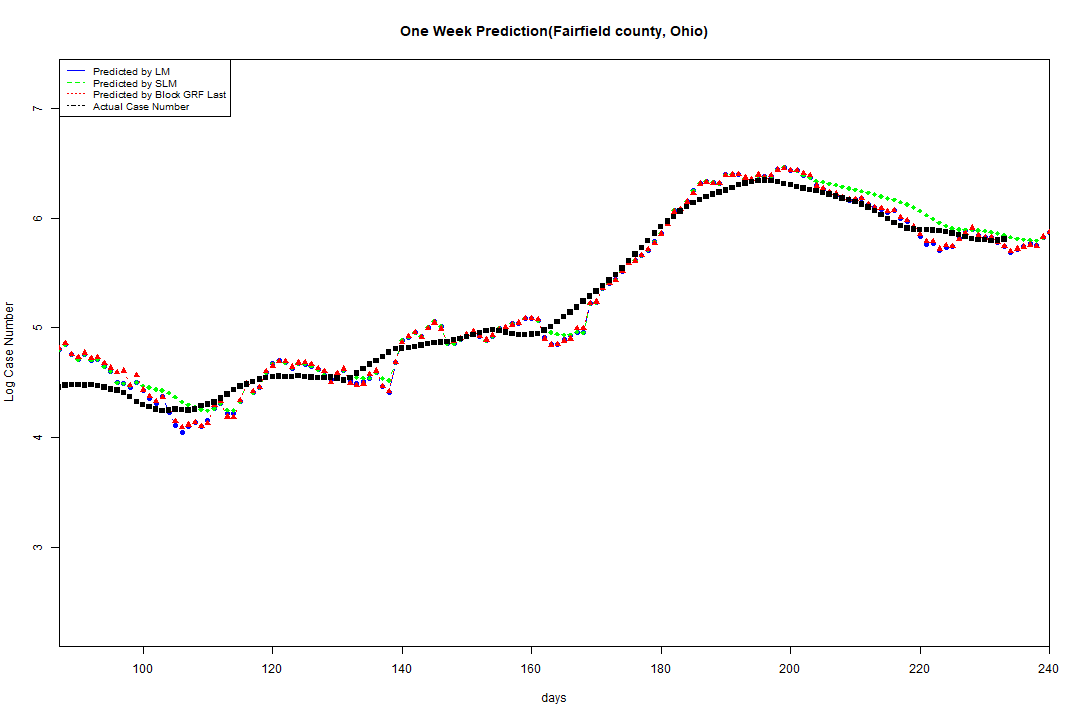 One Week Prediction(Fairfield county, Ohio)
Predicted by LM
Predicted by SLM
Predicted by Block GRF Last
Actual Case Number
7
6
5
4
3
Log Case Number
100 120 140 160 180 200 220 240
days